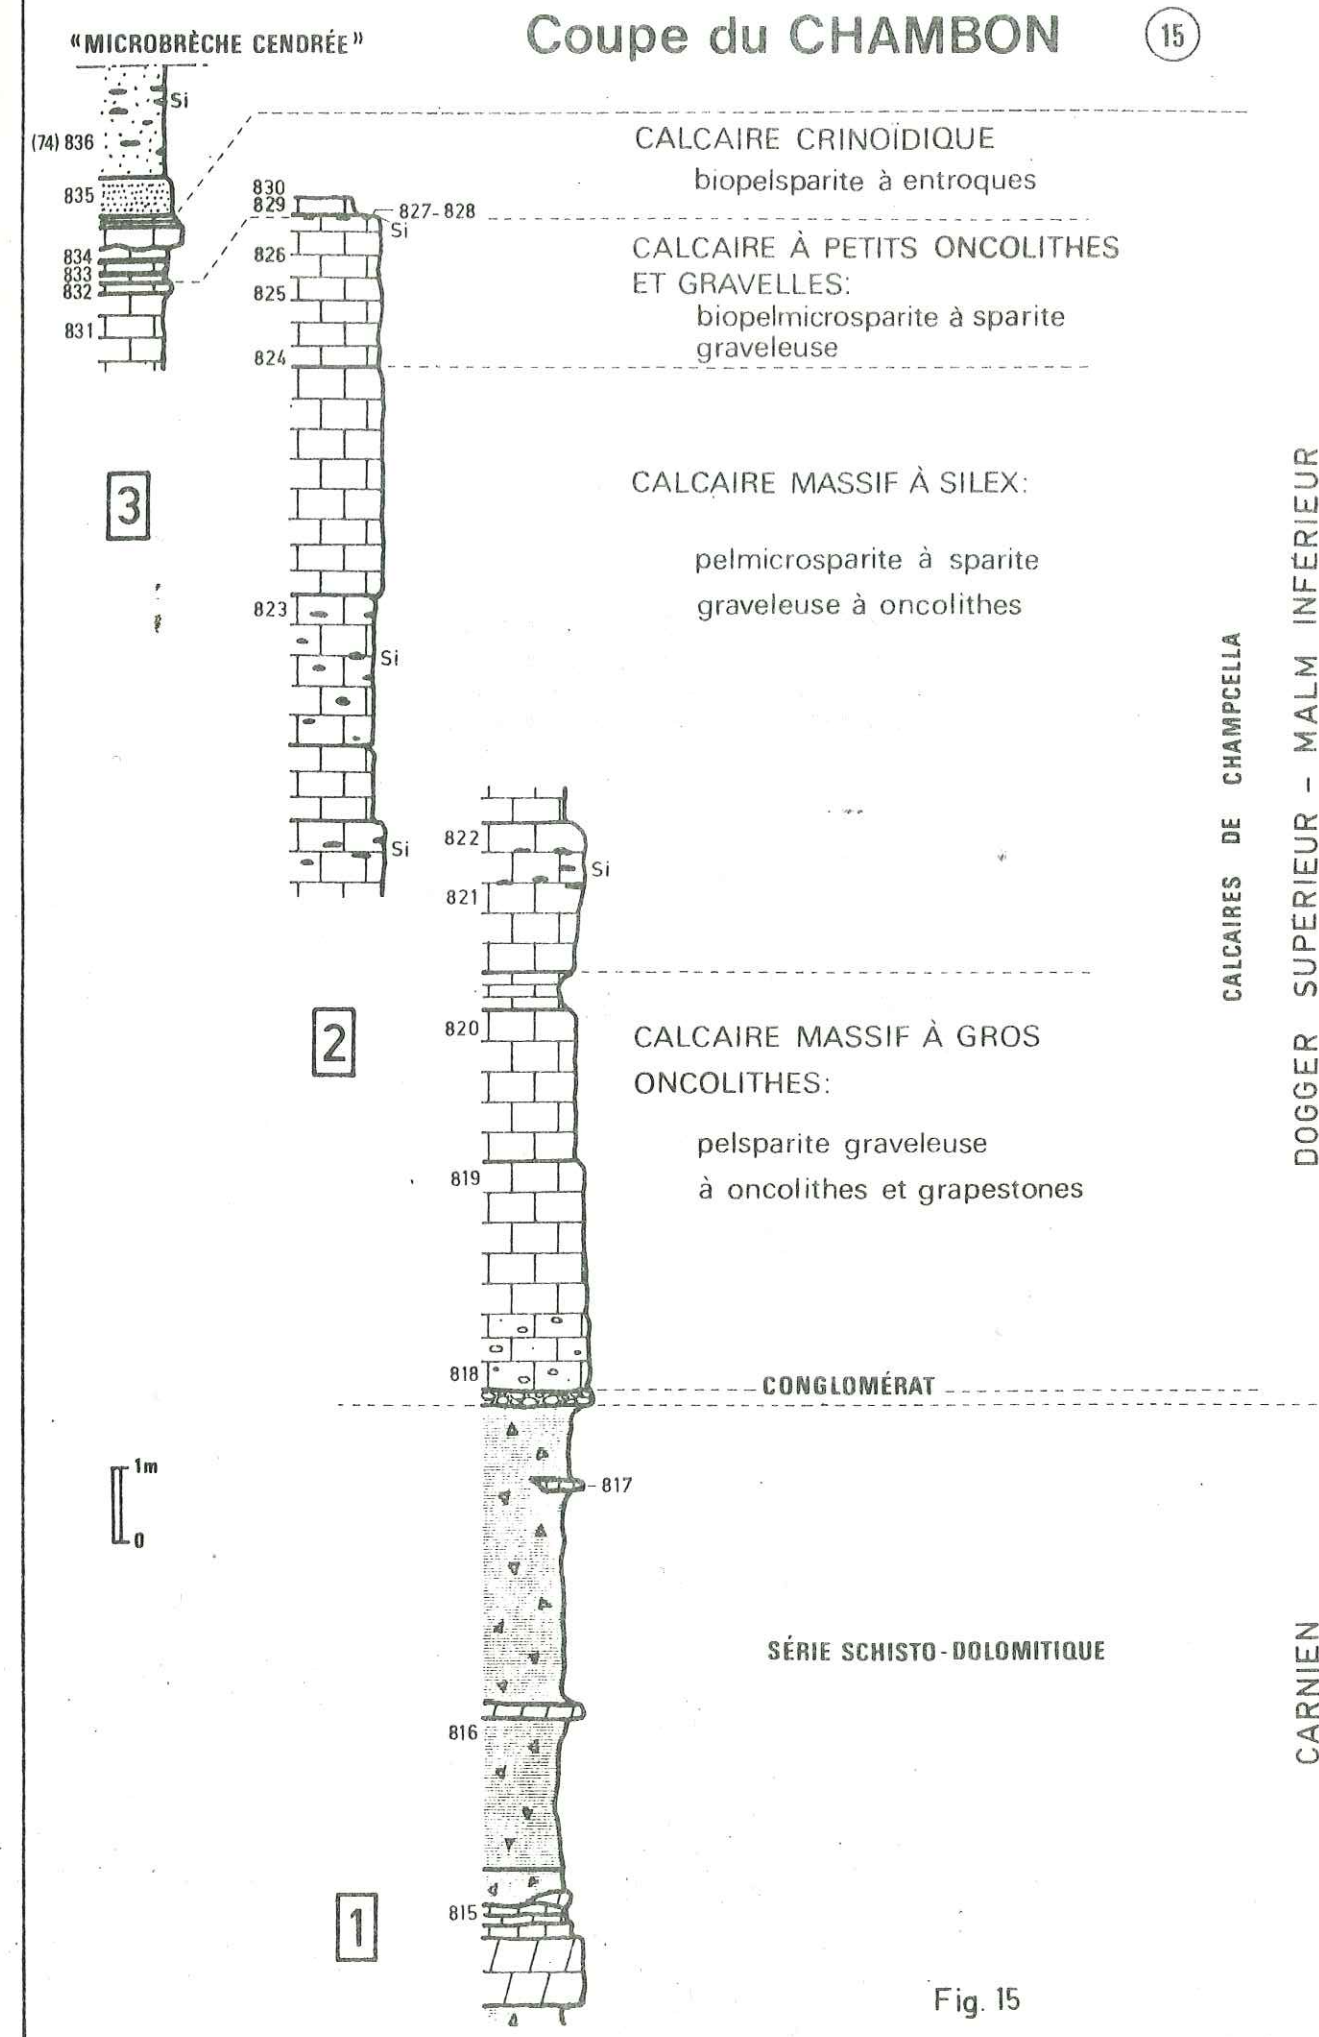 Coupe du CHAMBON
15
«MICROBRÈCHE CENDRÉE»
Si
(74) 836
835
834
833
832
831
830
829
827-828
Si
826
825
824
CALCAIRE CRINOÏDIQUE
biopelsparite à entroques
CALCAIRE À PETITS ONCOLITHES
ET GRAVELLES:
biopelmicrosparite à sparite
graveleuse
3
CALCAIRE MASSIF À SILEX:
pelmicrosparite à sparite
graveleuse à oncolithes
823
Si
Si
822
Si
821
2
820
CALCAIRE MASSIF À GROS
ONCOLITHES:
pelsparite graveleuse
à oncolithes et grapestones
819
818
CONGLOMÉRAT
CALCAIRES DE CHAMPCELLA
DOGGER SUPÉRIEUR - MALM INFÉRIEUR
1m
0
817
SÉRIE SCHISTO-DOLOMITIQUE
816
CARNIEN
815
1
Fig. 15